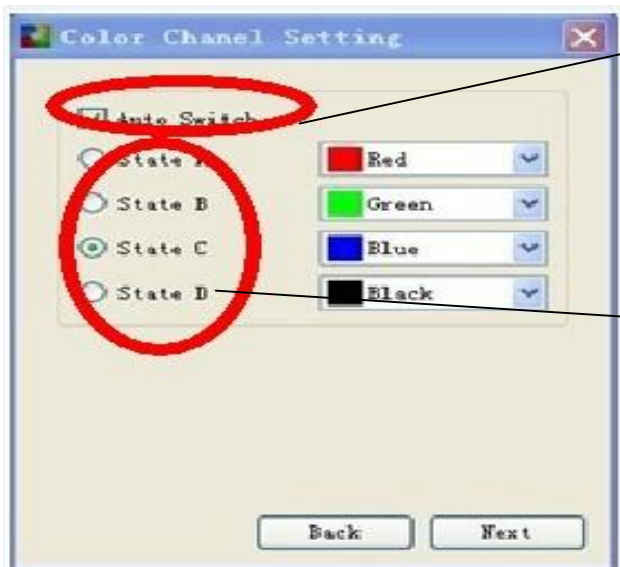 Color Chanel Setting
Auto Switch
State A Red
State B Green
State C Blue
State D Black
Back Next